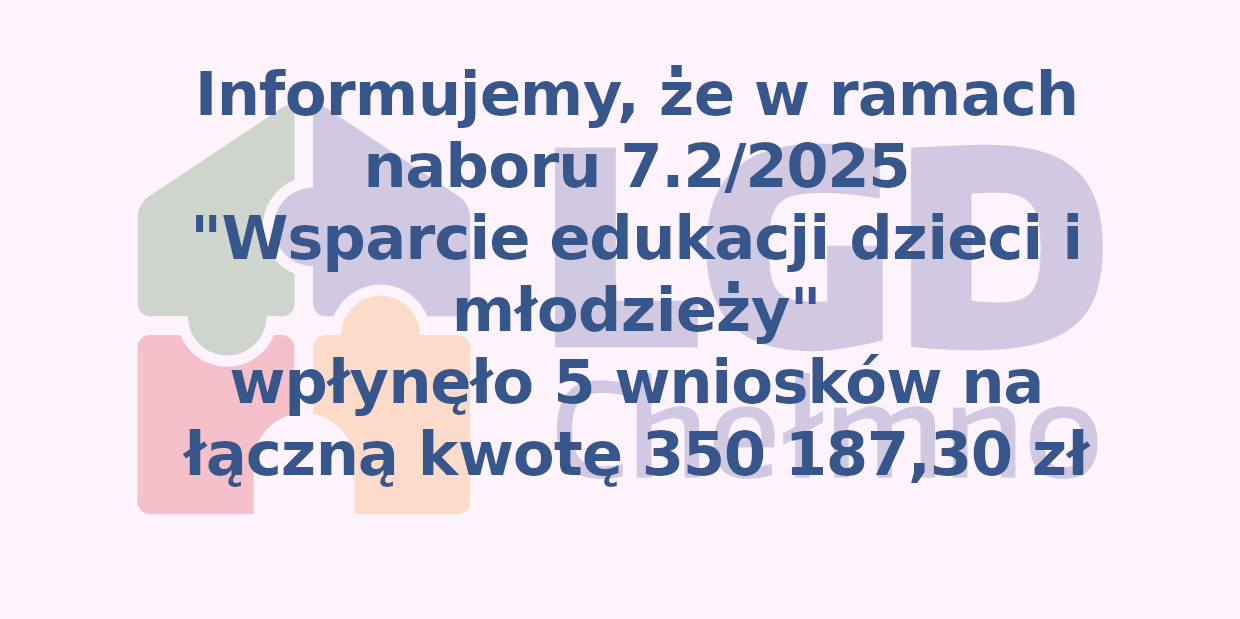 Informujemy, że w ramach
naboru 7.2/2025
"Wsparcie edukacji dzieci i
młodzieży"
wpłynęło 5 wniosków na
łączną kwotę 350 187,30 zł
LGD
Chełmno